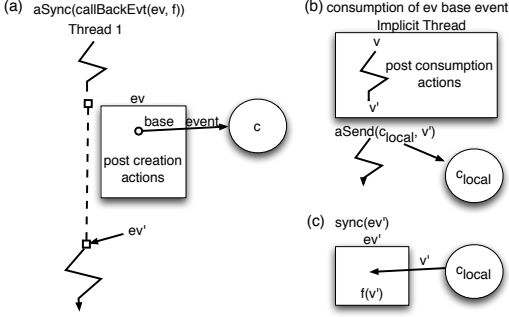 (a) aSync(callBackEvt(ev, f))
Thread 1
ev
base event
c
post creation
actions
ev'
(b) consumption of ev base event
Implicit Thread
v
post consumption
actions
v'
aSend(clocal, v')
clocal
(c) sync(ev')
ev'
v'
clocal
f(v')